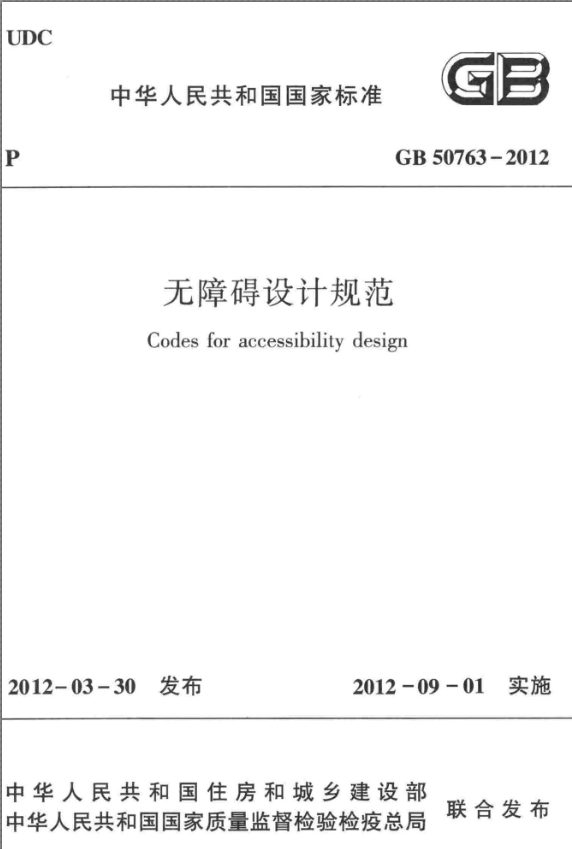 UDC
GB
中华人民共和国国家标准
P
GB 50763－2012
无障碍设计规范
Codes for accessibility design
2012－03－30 发布
2012－09－01 实施
中华人民共和国住房和城乡建设部
中华人民共和国国家质量监督检验检疫总局
联合发布